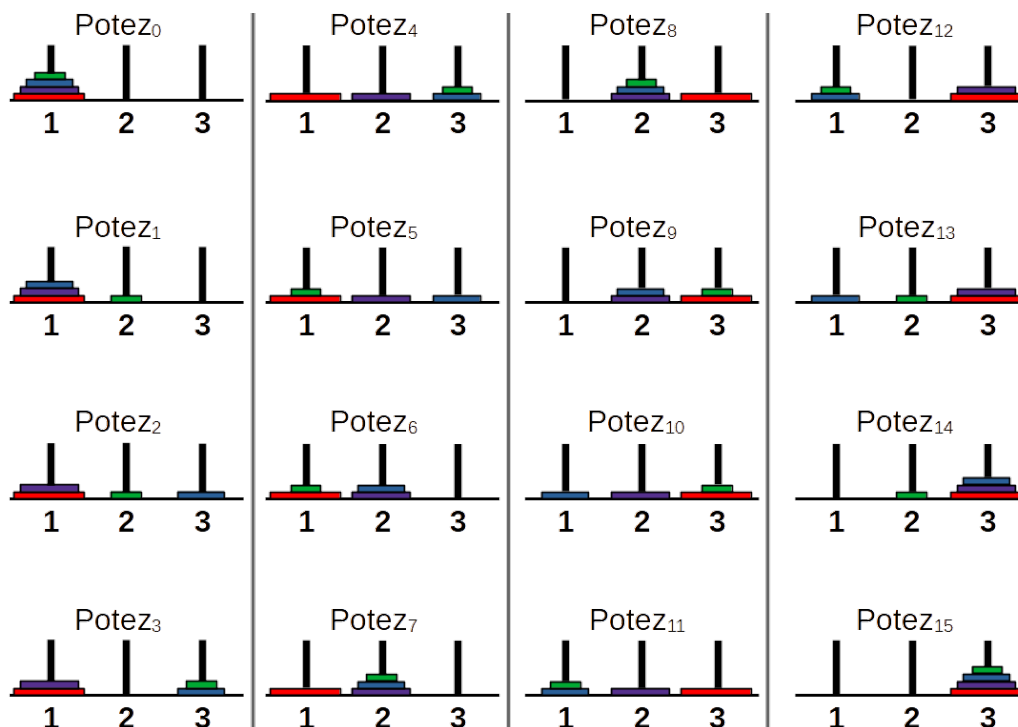 Potez₀
1 2 3
Potez₁
1 2 3
Potez₂
1 2 3
Potez₃
1 2 3
Potez₄
1 2 3
Potez₅
1 2 3
Potez₆
1 2 3
Potez₇
1 2 3
Potez₈
1 2 3
Potez₉
1 2 3
Potez₁₀
1 2 3
Potez₁₁
1 2 3
Potez₁₂
1 2 3
Potez₁₃
1 2 3
Potez₁₄
1 2 3
Potez₁₅
1 2 3